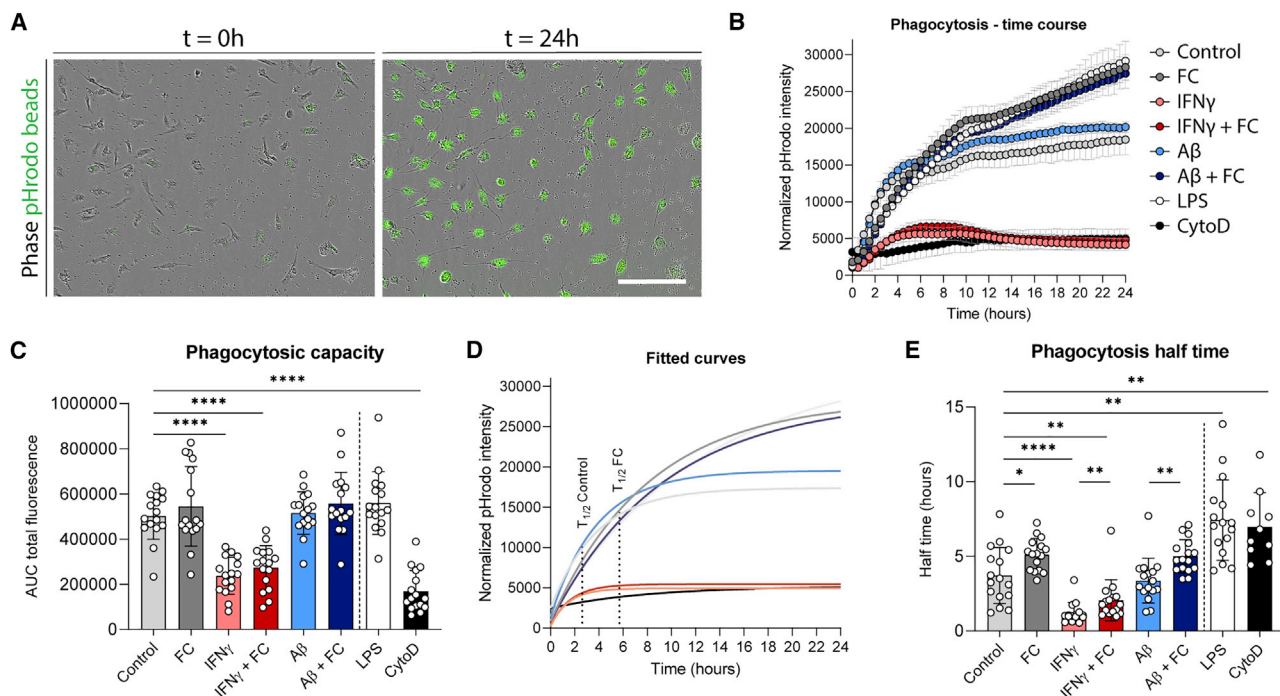 A
t = 0h
t = 24h
Phase pHrodo beads
B
Phagocytosis - time course
Normalized pHrodo intensity
30000
25000
20000
15000
10000
5000
0
0 2 4 6 8 10 12 14 16 18 20 22 24
Time (hours)
Control
FC
IFNγ
IFNγ + FC
Aβ
Aβ + FC
LPS
CytoD
C
Phagocytosic capacity
AUC total fluorescence
1000000
800000
600000
400000
200000
0
****
****
****
Control
FC
IFNγ
IFNγ + FC
Aβ
Aβ + FC
LPS
CytoD
D
Fitted curves
Normalized pHrodo intensity
30000
25000
20000
15000
10000
5000
0
T1/2 Control
T1/2 FC
0 2 4 6 8 10 12 14 16 18 20 22 24
Time (hours)
E
Phagocytosis half time
Half time (hours)
15
10
5
0
**
**
**
****
*
**
**
Control
FC
IFNγ
IFNγ + FC
Aβ
Aβ + FC
LPS
CytoD